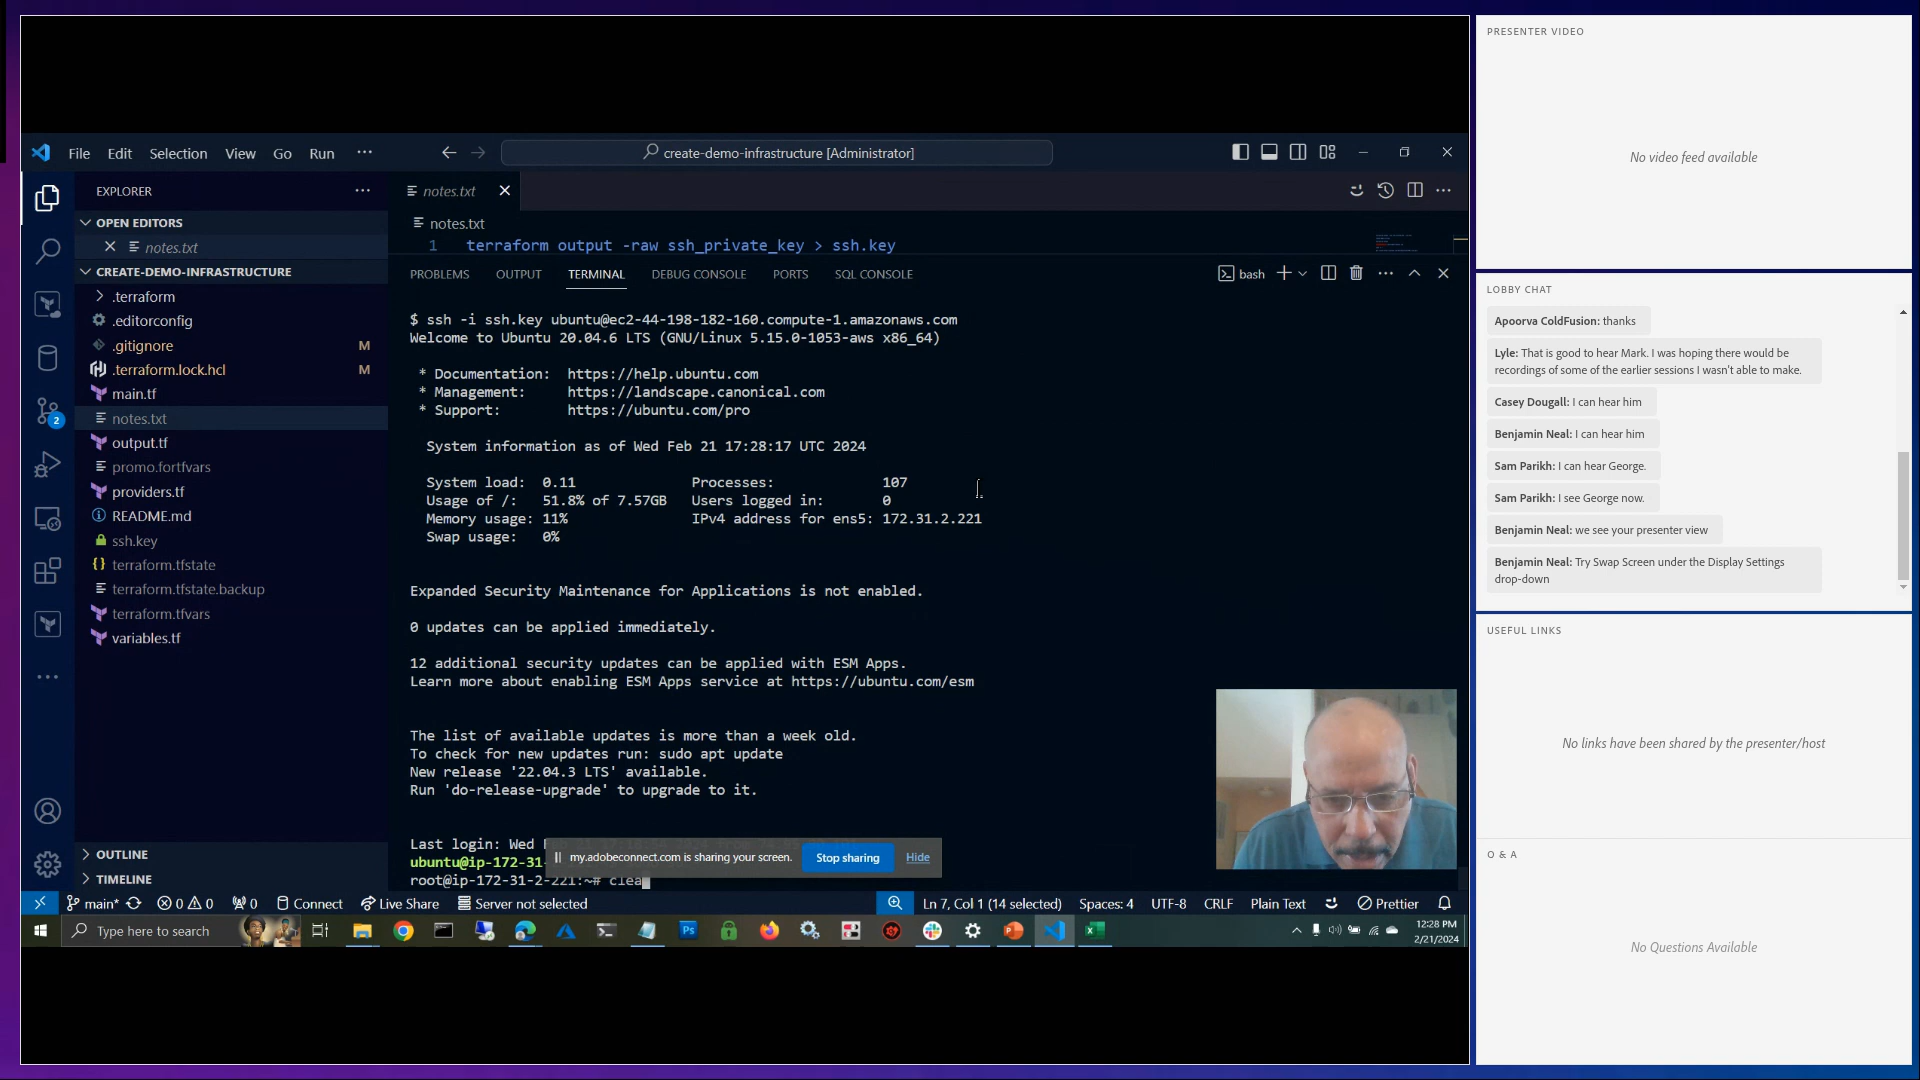 File Edit Selection View Go Run ...
create-demo-infrastructure [Administrator]
EXPLORER
OPEN EDITORS
notes.txt
CREATE-DEMO-INFRASTRUCTURE
.terraform
.editorconfig
.gitignore M
.terraform.lock.hcl M
main.tf
notes.txt
output.tf
promo.fortfvars
providers.tf
README.md
ssh.key
terraform.tfstate
terraform.tfstate.backup
terraform.tfvars
variables.tf
OUTLINE
TIMELINE
2
notes.txt
notes.txt
1 terraform output -raw ssh_private_key > ssh.key
PROBLEMS OUTPUT TERMINAL DEBUG CONSOLE PORTS SQL CONSOLE
bash
$ ssh -i ssh.key ubuntu@ec2-44-198-182-160.compute-1.amazonaws.com
Welcome to Ubuntu 20.04.6 LTS (GNU/Linux 5.15.0-1053-aws x86_64)
* Documentation: https://help.ubuntu.com
* Management: https://landscape.canonical.com
* Support: https://ubuntu.com/pro
System information as of Wed Feb 21 17:28:17 UTC 2024
System load: 0.11 Processes: 107
Usage of /: 51.8% of 7.57GB Users logged in: 0
Memory usage: 11% IPv4 address for ens5: 172.31.2.221
Swap usage: 0%
Expanded Security Maintenance for Applications is not enabled.
0 updates can be applied immediately.
12 additional security updates can be applied with ESM Apps.
Learn more about enabling ESM Apps service at https://ubuntu.com/esm
The list of available updates is more than a week old.
To check for new updates run: sudo apt update
New release '22.04.3 LTS' available.
Run 'do-release-upgrade' to upgrade to it.
Last login: Wed
ubuntu@ip-172-31-
root@ip-172-31-2-221:~# clea
my.adobeconnect.com is sharing your screen. Stop sharing Hide
main* 0 0 0 Connect Live Share Server not selected
Ln 7, Col 1 (14 selected) Spaces: 4 UTF-8 CRLF Plain Text Prettier
Type here to search
12:28 PM
2/21/2024
PRESENTER VIDEO
No video feed available
LOBBY CHAT
Apoorva ColdFusion: thanks
Lyle: That is good to hear Mark. I was hoping there would be
recordings of some of the earlier sessions I wasn't able to make.
Casey Dougall: I can hear him
Benjamin Neal: I can hear him
Sam Parikh: I can hear George.
Sam Parikh: I see George now.
Benjamin Neal: we see your presenter view
Benjamin Neal: Try Swap Screen under the Display Settings
drop-down
USEFUL LINKS
No links have been shared by the presenter/host
Q & A
No Questions Available